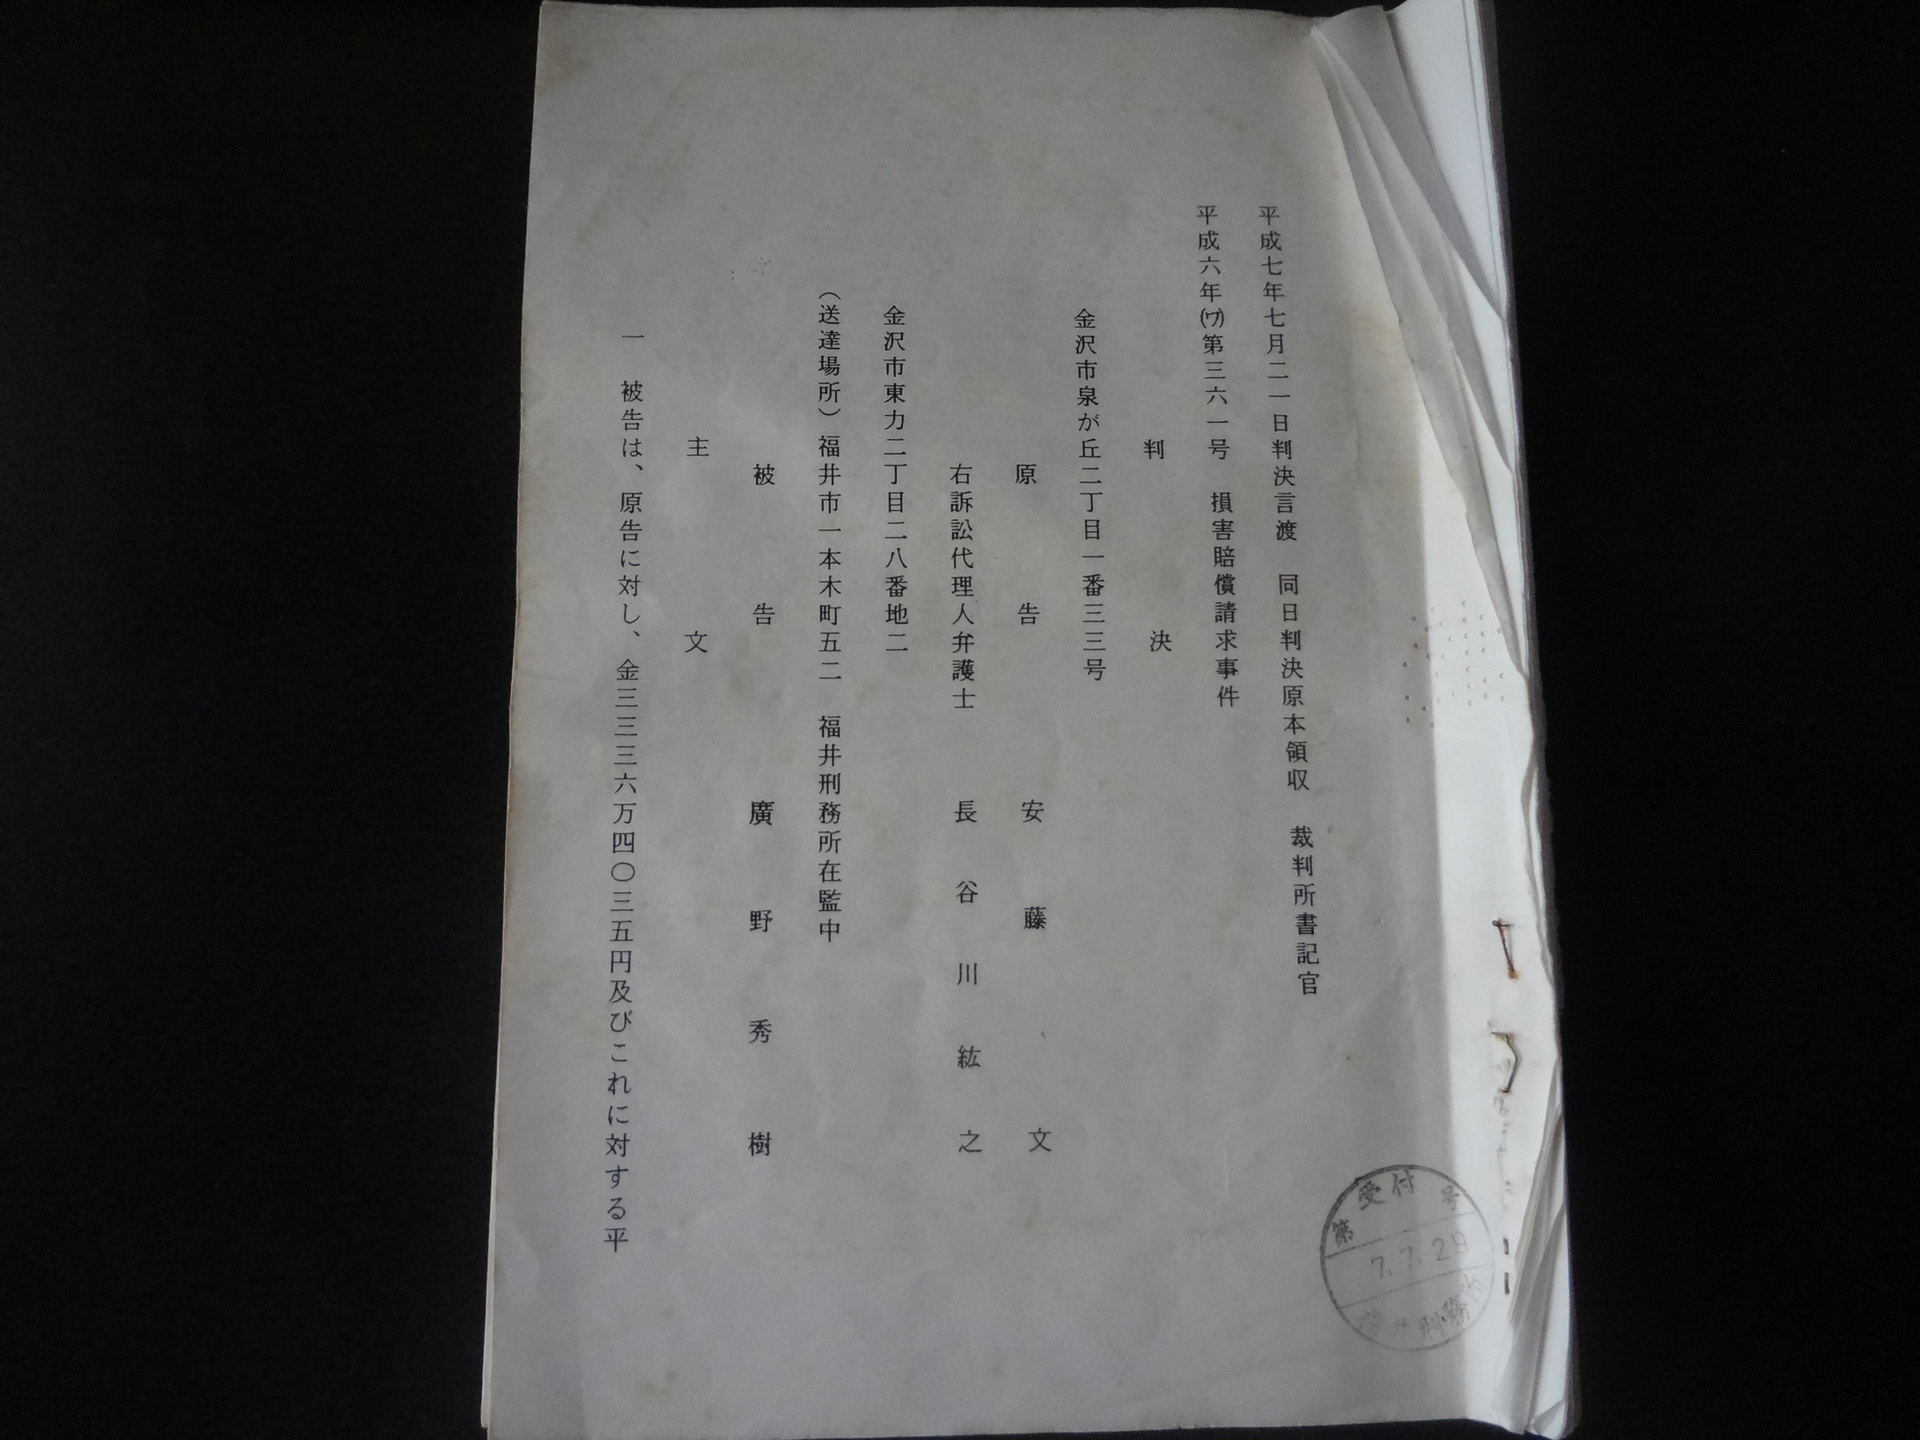 平成七年七月二一日判決言渡　同日判決原本領収　裁判所書記官
平成六年(ワ)第三六一号　損害賠償請求事件
判決
金沢市泉が丘二丁目一番三三号
原告　安藤文
右訴訟代理人弁護士　長谷川紘之
金沢市東力二丁目二八番地二
（送達場所）福井市一本木町五二　福井刑務所在監中
被告　廣野秀樹
主文
一　被告は、原告に対し、金三三三六万四〇三五円及びこれに対する平
受付
第　号
7.7.29
刑務